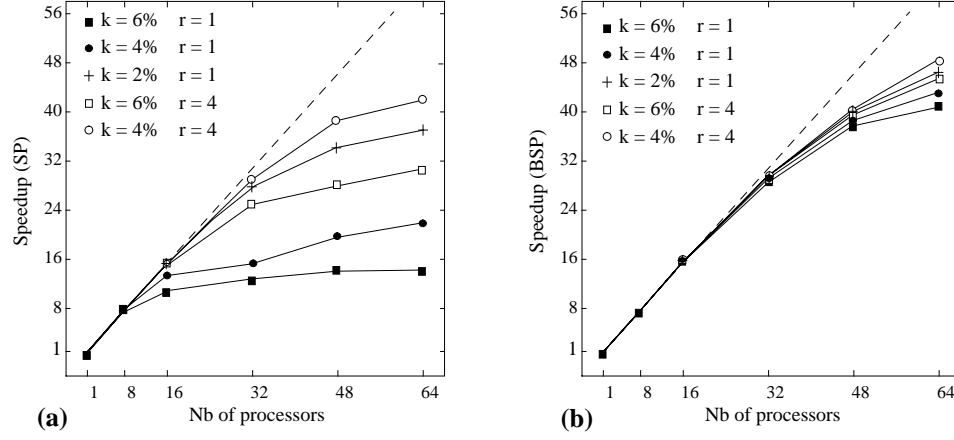 56
48
40
32
24
16
8
1
Speedup (SP)
k = 6% r = 1
k = 4% r = 1
k = 2% r = 1
k = 6% r = 4
k = 4% r = 4
1 8 16 32 48 64
(a) Nb of processors
56
48
40
32
24
16
8
1
Speedup (BSP)
k = 6% r = 1
k = 4% r = 1
k = 2% r = 1
k = 6% r = 4
k = 4% r = 4
1 8 16 32 48 64
(b) Nb of processors